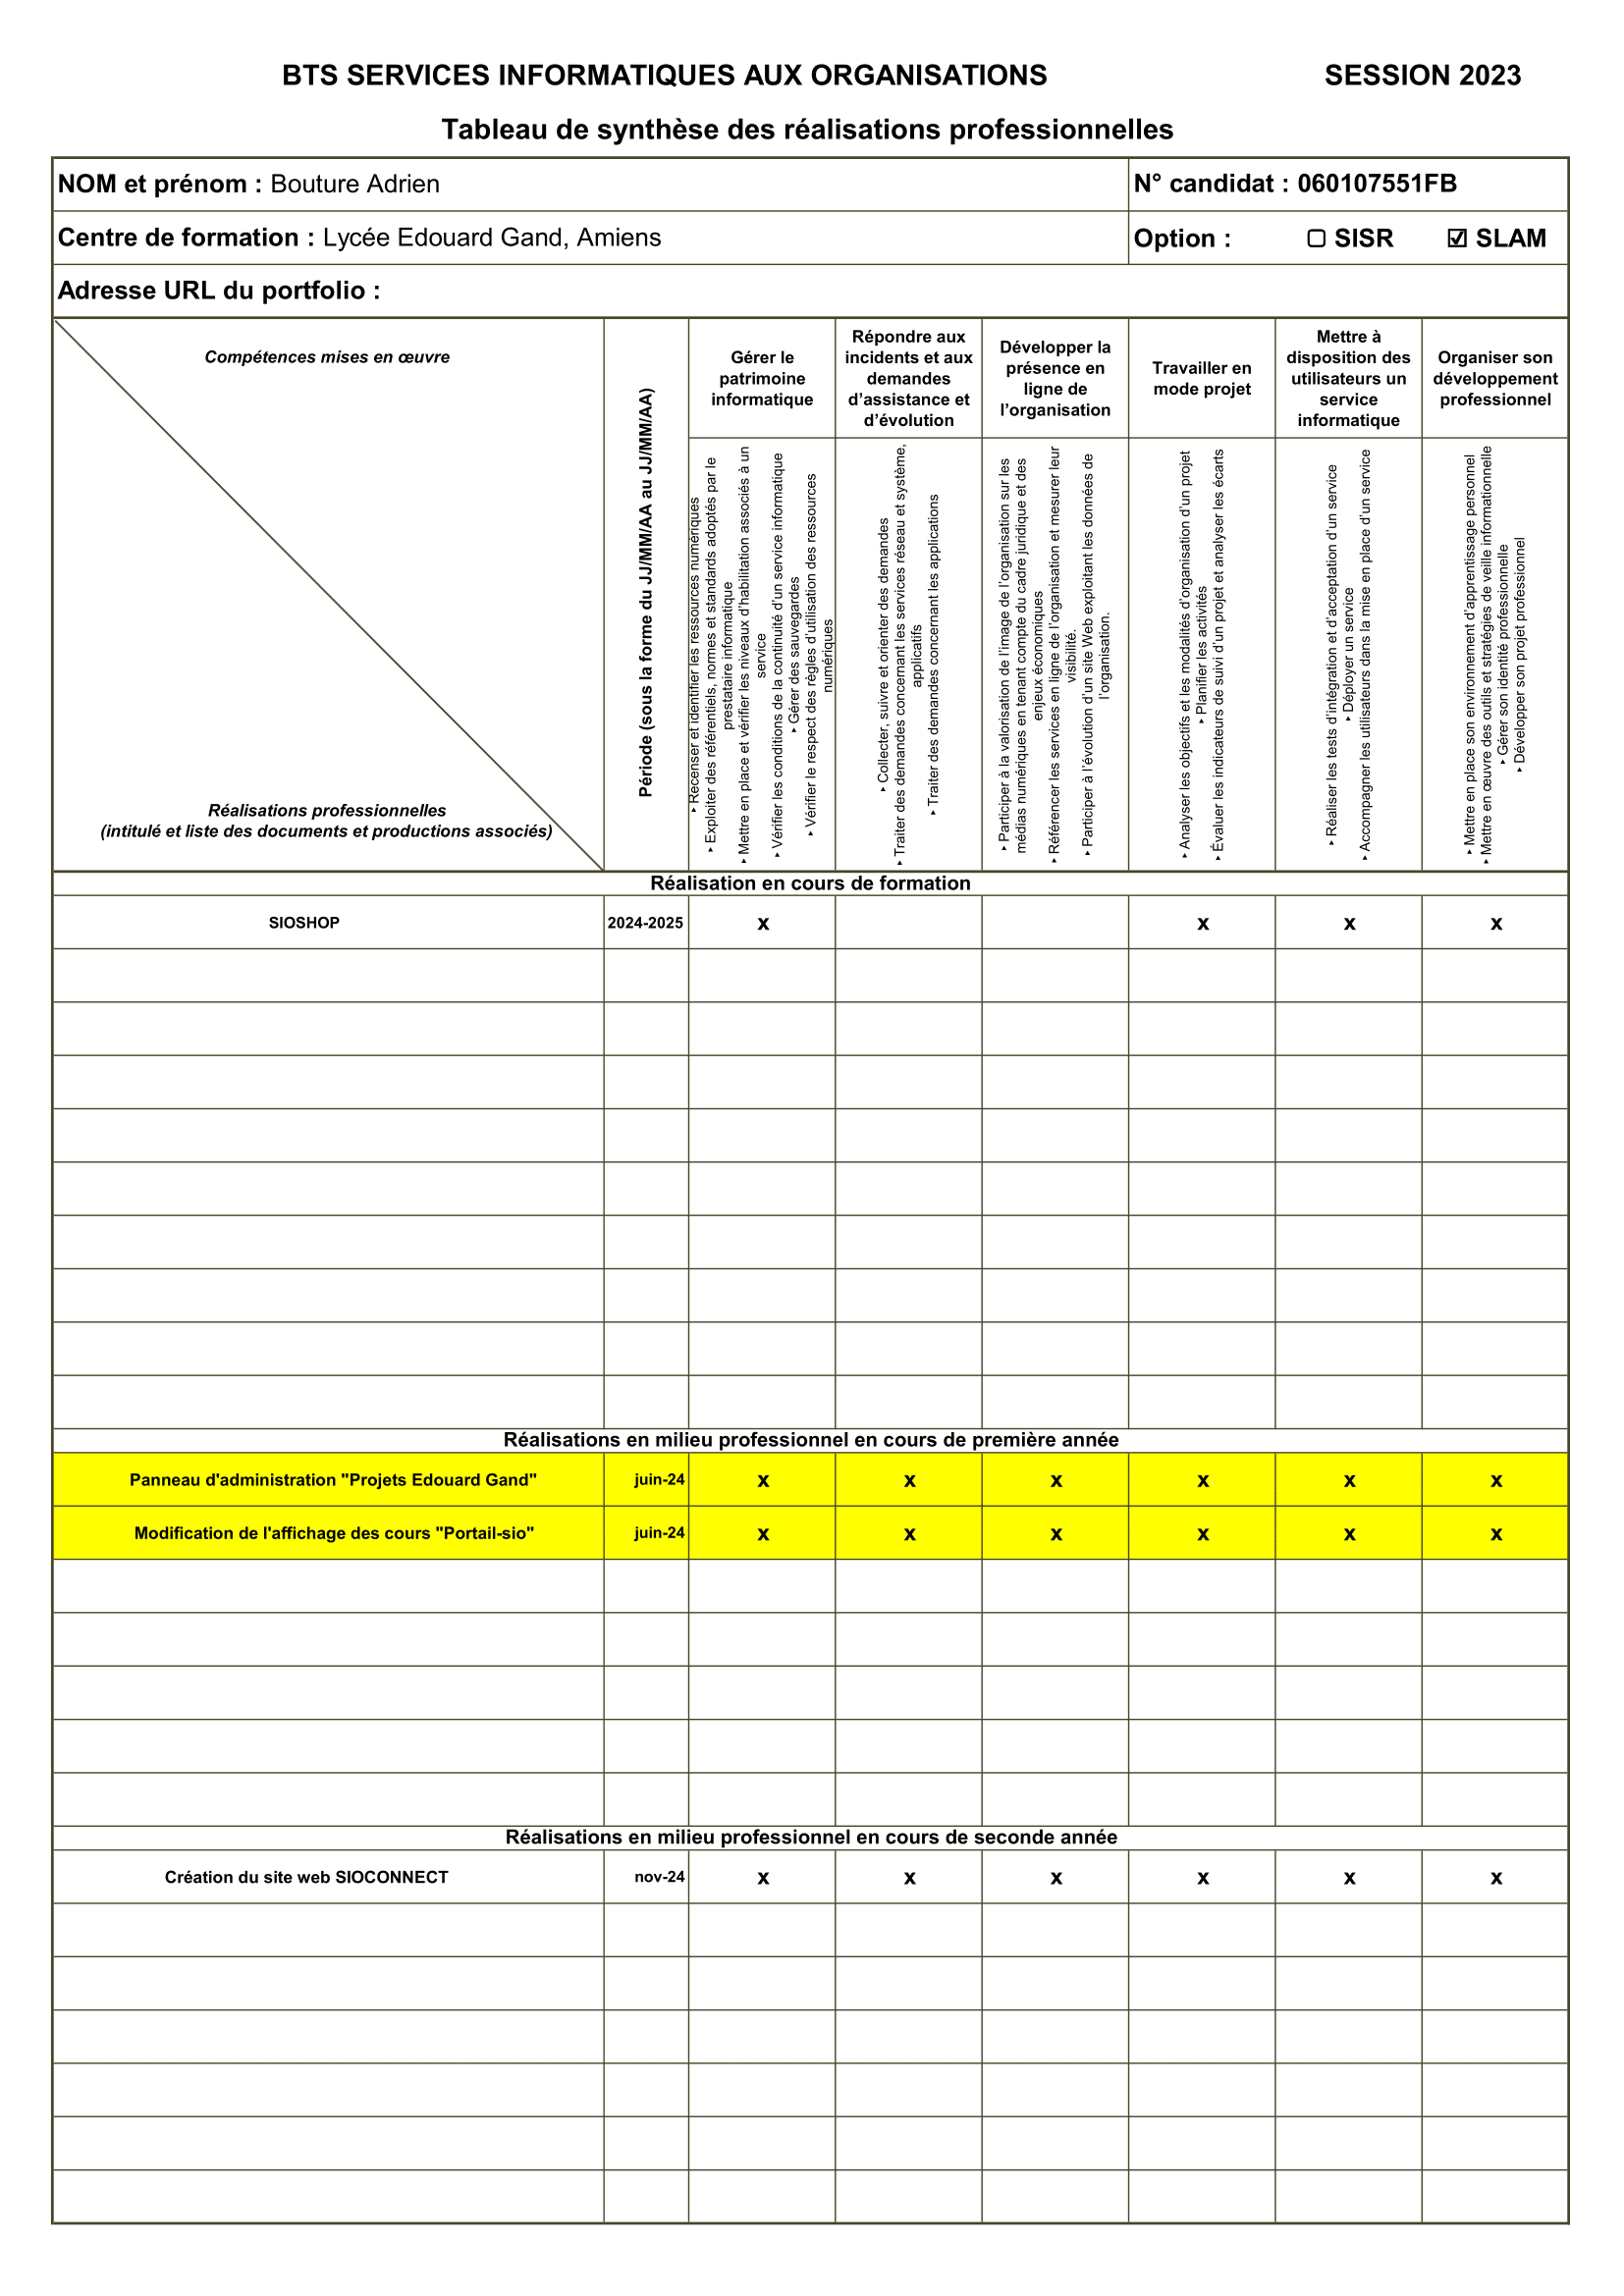 BTS SERVICES INFORMATIQUES AUX ORGANISATIONS SESSION 2023
Tableau de synthèse des réalisations professionnelles
NOM et prénom : Bouture Adrien
N° candidat : 060107551FB
Centre de formation : Lycée Edouard Gand, Amiens
Option : ▢ SISR ☑ SLAM
Adresse URL du portfolio :
Compétences mises en œuvre
Réalisations professionnelles
(intitulé et liste des documents et productions associés)
Période (sous la forme du JJ/MM/AA au JJ/MM/AA)
Gérer le
patrimoine
informatique
Répondre aux
incidents et aux
demandes
d'assistance et
d'évolution
Développer la
présence en
ligne de
l'organisation
Travailler en
mode projet
Mettre à
disposition des
utilisateurs un
service
informatique
Organiser son
développement
professionnel
‣ Recenser et identifier les ressources numériques
‣ Exploiter des référentiels, normes et standards adoptés par le
prestataire informatique
‣ Mettre en place et vérifier les niveaux d'habilitation associés à un
service
‣ Vérifier les conditions de la continuité d'un service informatique
‣ Gérer des sauvegardes
‣ Vérifier le respect des règles d'utilisation des ressources
numériques
‣ Collecter, suivre et orienter des demandes
‣ Traiter des demandes concernant les services réseau et système,
applicatifs
‣ Traiter des demandes concernant les applications
‣ Participer à la valorisation de l'image de l'organisation sur les
médias numériques en tenant compte du cadre juridique et des
enjeux économiques
‣ Référencer les services en ligne de l'organisation et mesurer leur
visibilité.
‣ Participer à l'évolution d'un site Web exploitant les données de
l'organisation.
‣ Analyser les objectifs et les modalités d'organisation d'un projet
‣ Planifier les activités
‣ Évaluer les indicateurs de suivi d'un projet et analyser les écarts
‣ Réaliser les tests d'intégration et d'acceptation d'un service
‣ Déployer un service
‣ Accompagner les utilisateurs dans la mise en place d'un service
‣ Mettre en place son environnement d'apprentissage personnel
‣ Mettre en œuvre des outils et stratégies de veille informationnelle
‣ Gérer son identité professionnelle
‣ Développer son projet professionnel
Réalisation en cours de formation
SIOSHOP 2024-2025 x x x x
Réalisations en milieu professionnel en cours de première année
Panneau d'administration "Projets Edouard Gand" juin-24 x x x x x x
Modification de l'affichage des cours "Portail-sio" juin-24 x x x x x x
Réalisations en milieu professionnel en cours de seconde année
Création du site web SIOCONNECT nov-24 x x x x x x